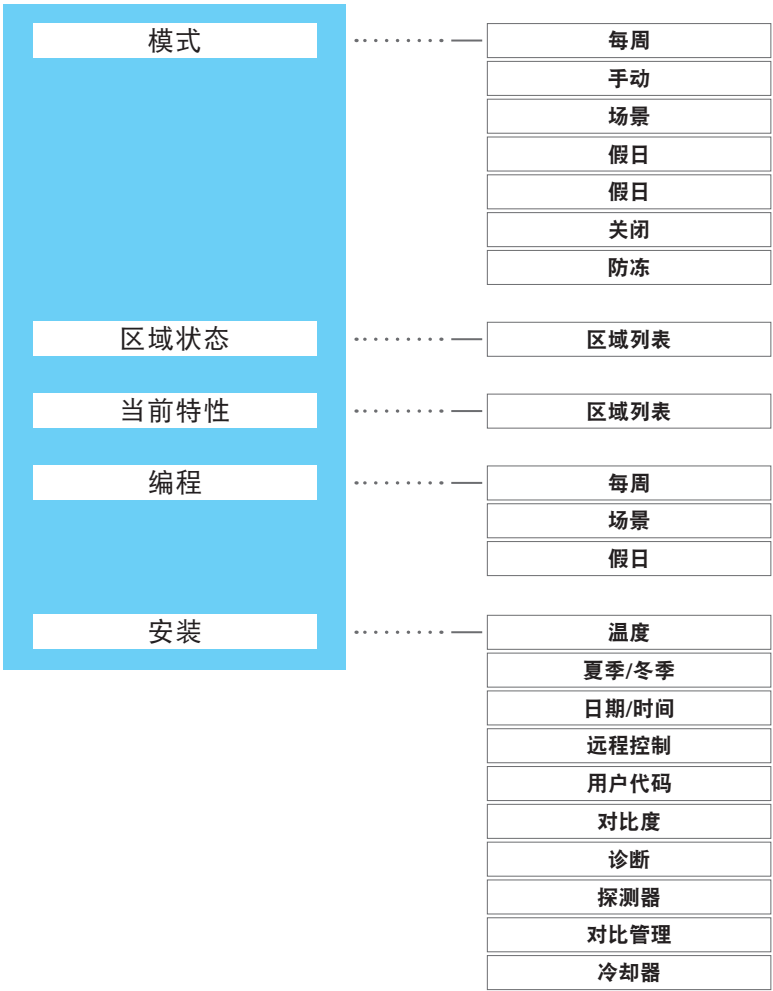 模式
每周
手动
场景
假日
假日
关闭
防冻
区域状态
区域列表
当前特性
区域列表
编程
每周
场景
假日
安装
温度
夏季/冬季
日期/时间
远程控制
用户代码
对比度
诊断
探测器
对比管理
冷却器